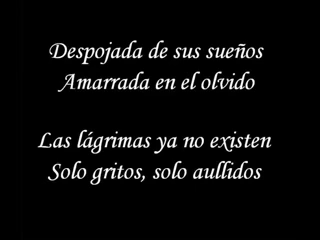 Despojada de sus sueños
Amarrada en el olvido
Las lágrimas ya no existen
Solo gritos, solo aullidos